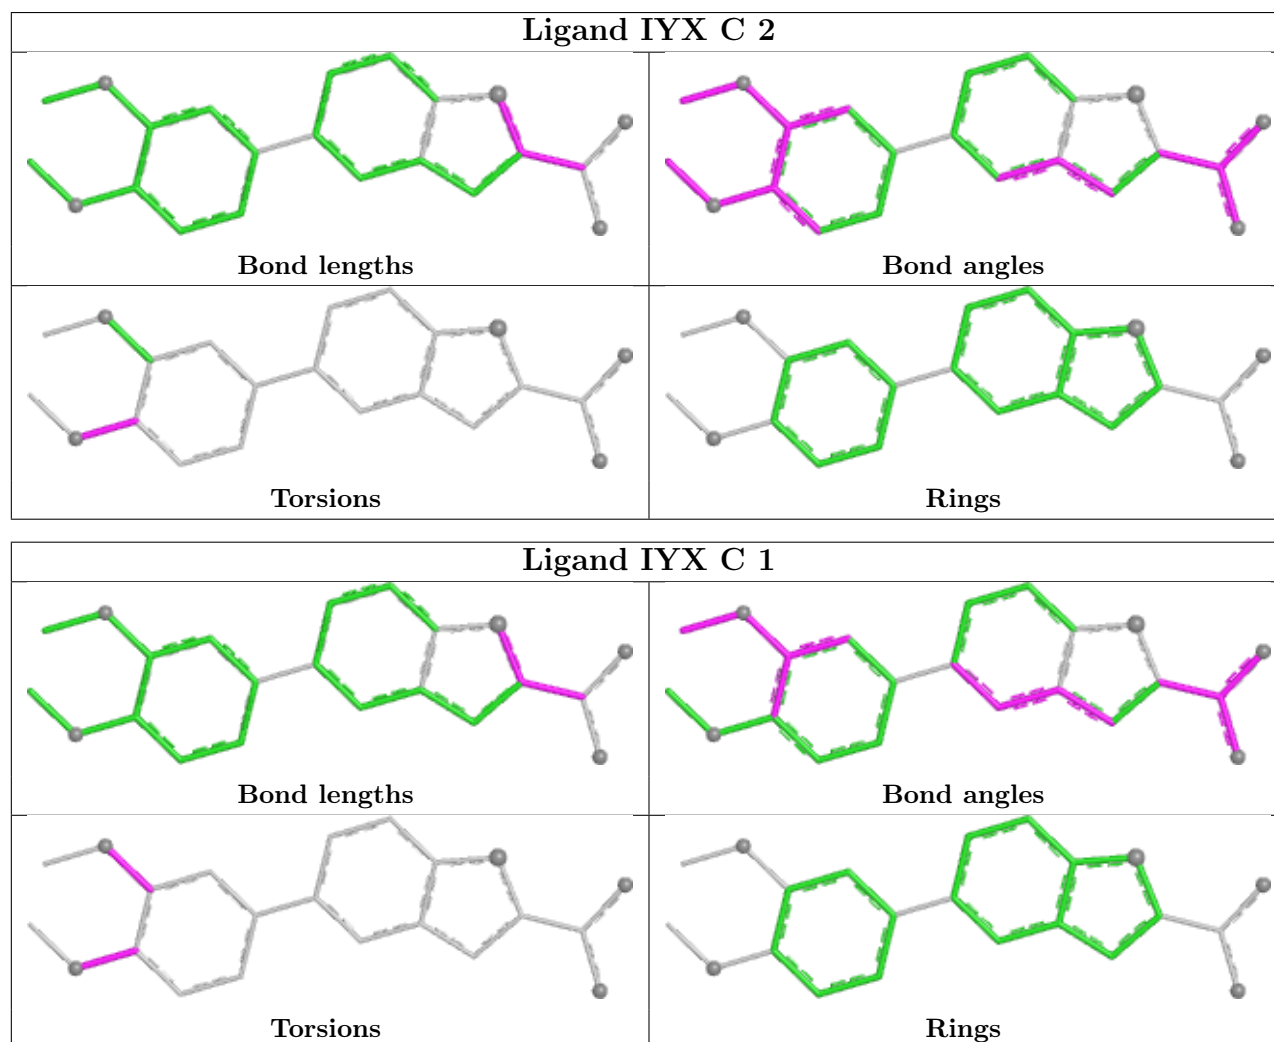 Ligand IYX C 2
Bond lengths
Bond angles
Torsions
Rings
Ligand IYX C 1
Bond lengths
Bond angles
Torsions
Rings